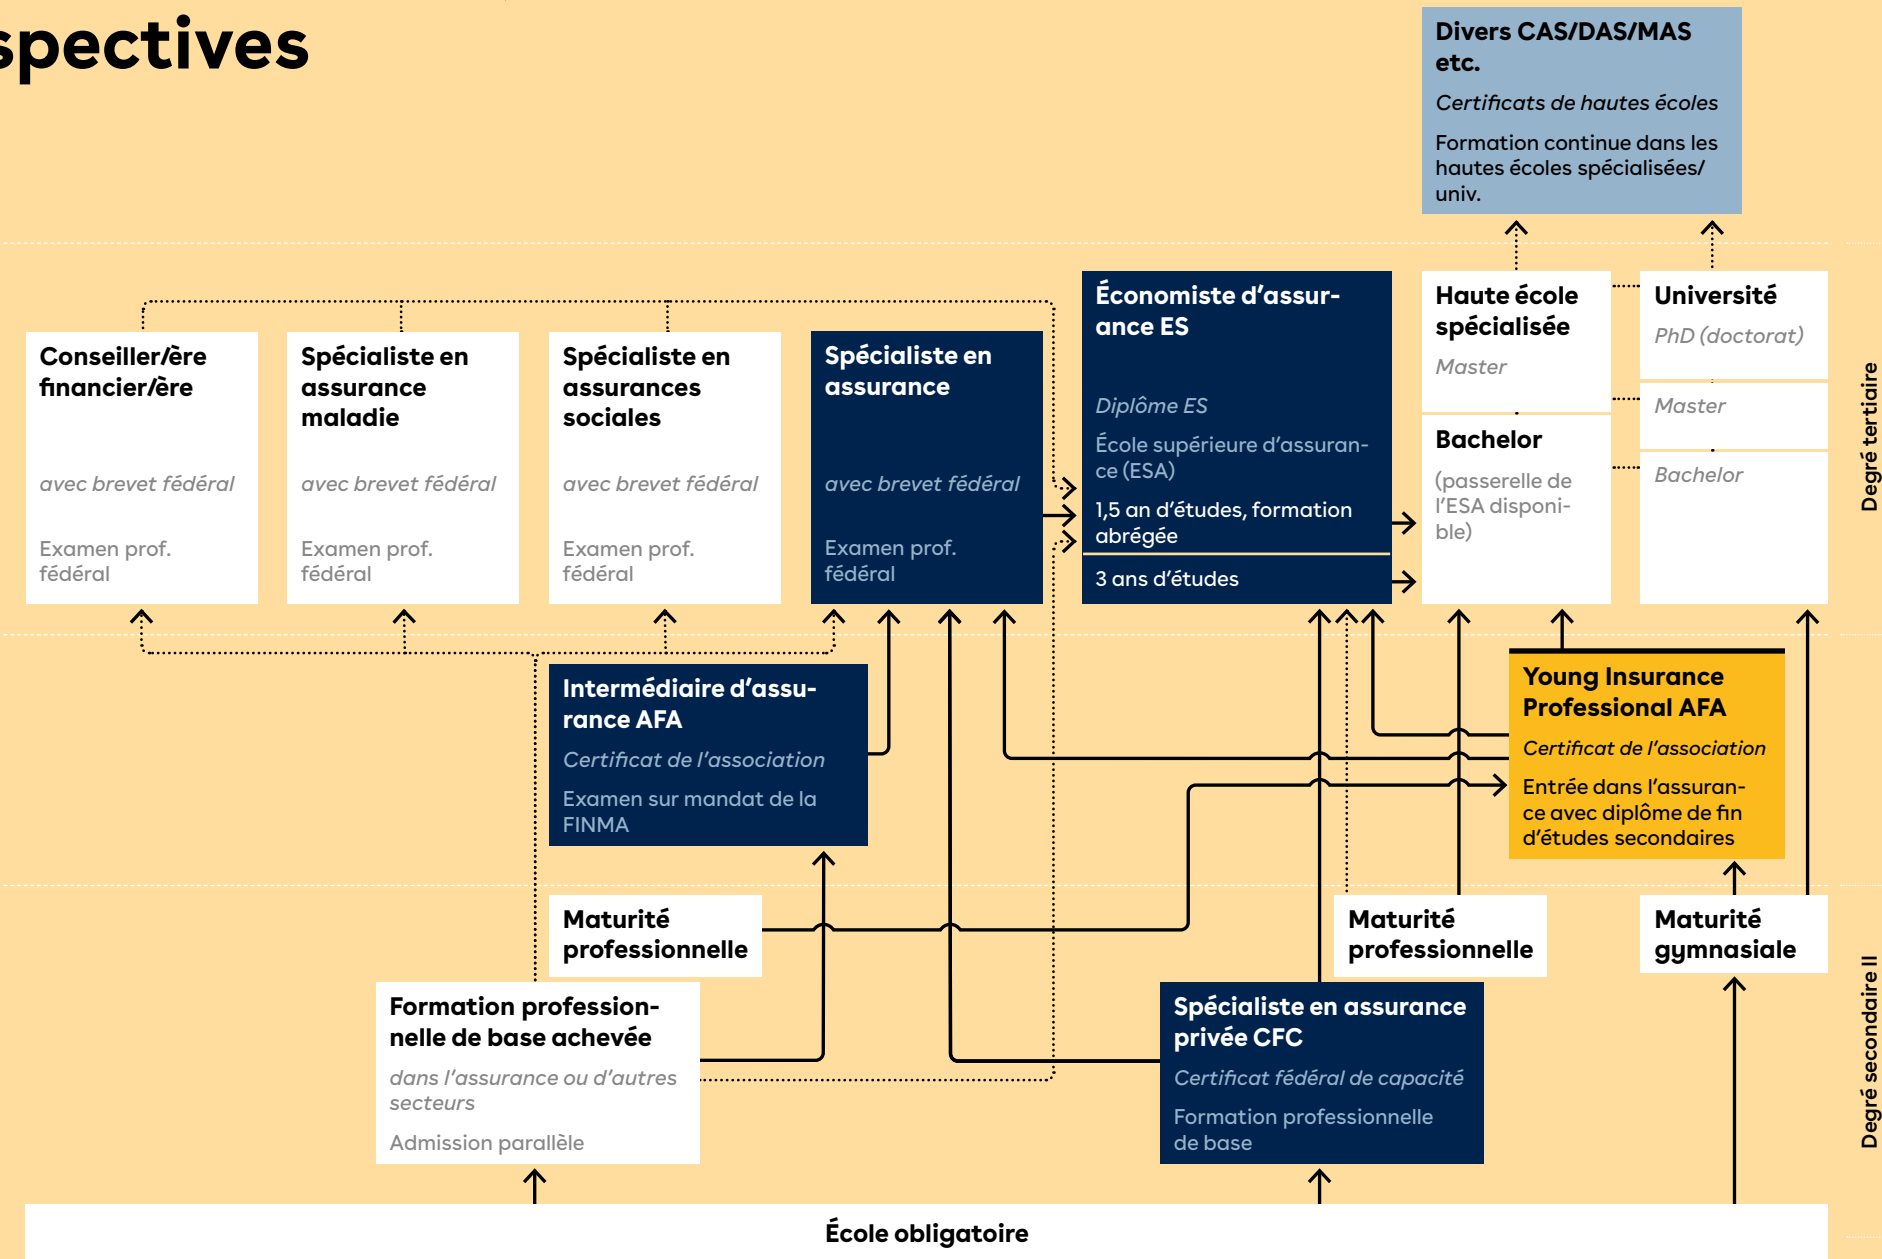 spectives
Divers CAS/DAS/MAS
etc.
Certificats de hautes écoles
Formation continue dans les
hautes écoles spécialisées/
univ.
Conseiller/ère
financier/ère
avec brevet fédéral
Examen prof.
fédéral
Spécialiste en
assurance
maladie
avec brevet fédéral
Examen prof.
fédéral
Spécialiste en
assurances
sociales
avec brevet fédéral
Examen prof.
fédéral
Spécialiste en
assurance
avec brevet fédéral
Examen prof.
fédéral
Économiste d’assur-
ance ES
Diplôme ES
École supérieure d’assuran-
ce (ESA)
1,5 an d’études, formation
abrégée
3 ans d’études
Haute école
spécialisée
Master
Bachelor
(passerelle de
l’ESA disponi-
ble)
Université
PhD (doctorat)
Master
Bachelor
Degré tertiaire
Intermédiaire d’assu-
rance AFA
Certificat de l’association
Examen sur mandat de la
FINMA
Young Insurance
Professional AFA
Certificat de l’association
Entrée dans l’assuran-
ce avec diplôme de fin
d’études secondaires
Maturité
professionnelle
Formation profession-
nelle de base achevée
dans l’assurance ou d’autres
secteurs
Admission parallèle
Maturité
professionnelle
Spécialiste en assurance
privée CFC
Certificat fédéral de capacité
Formation professionnelle
de base
Maturité
gymnasiale
Degré secondaire II
École obligatoire